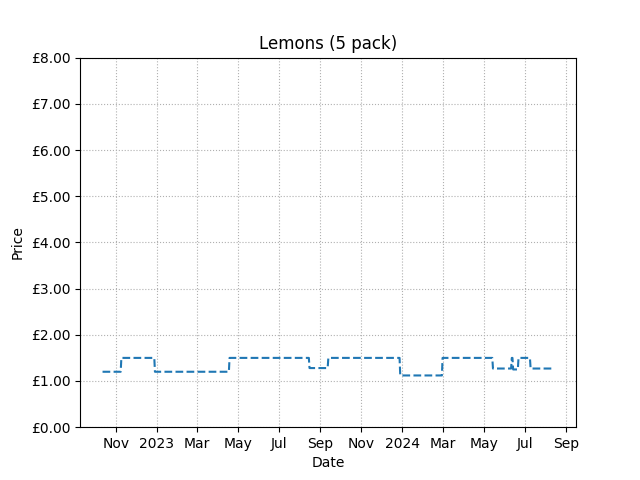 Lemons (5 pack)
£8.00
£7.00
£6.00
£5.00
£4.00
£3.00
£2.00
£1.00
£0.00
Price
Nov 2023 Mar May Jul Sep Nov 2024 Mar May Jul Sep
Date